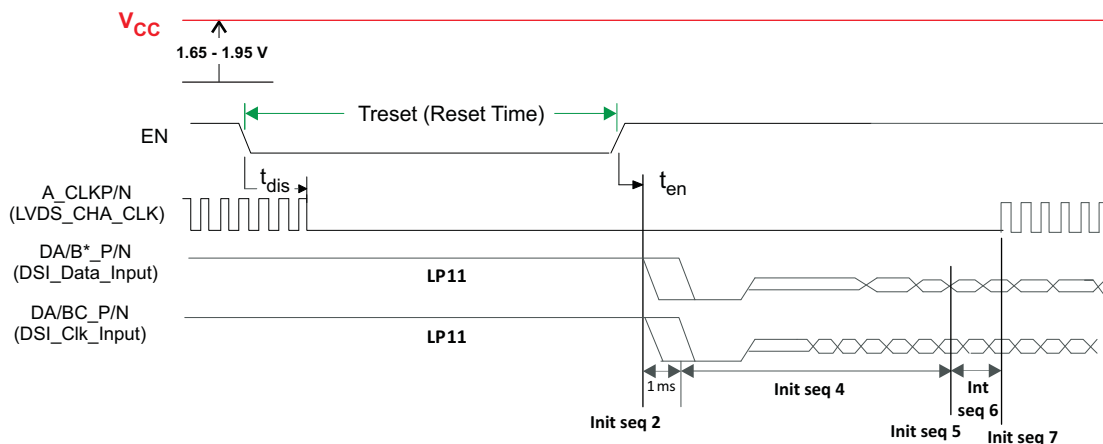 VCC
1.65 - 1.95 V
Treset (Reset Time)
EN
tdis
ten
A_CLKP/N
(LVDS_CHA_CLK)
DA/B*_P/N
(DSI_Data_Input)
LP11
DA/BC_P/N
(DSI_Clk_Input)
LP11
1 ms
Init seq 4
Int
seq 6
Init seq 2
Init seq 5
Init seq 7